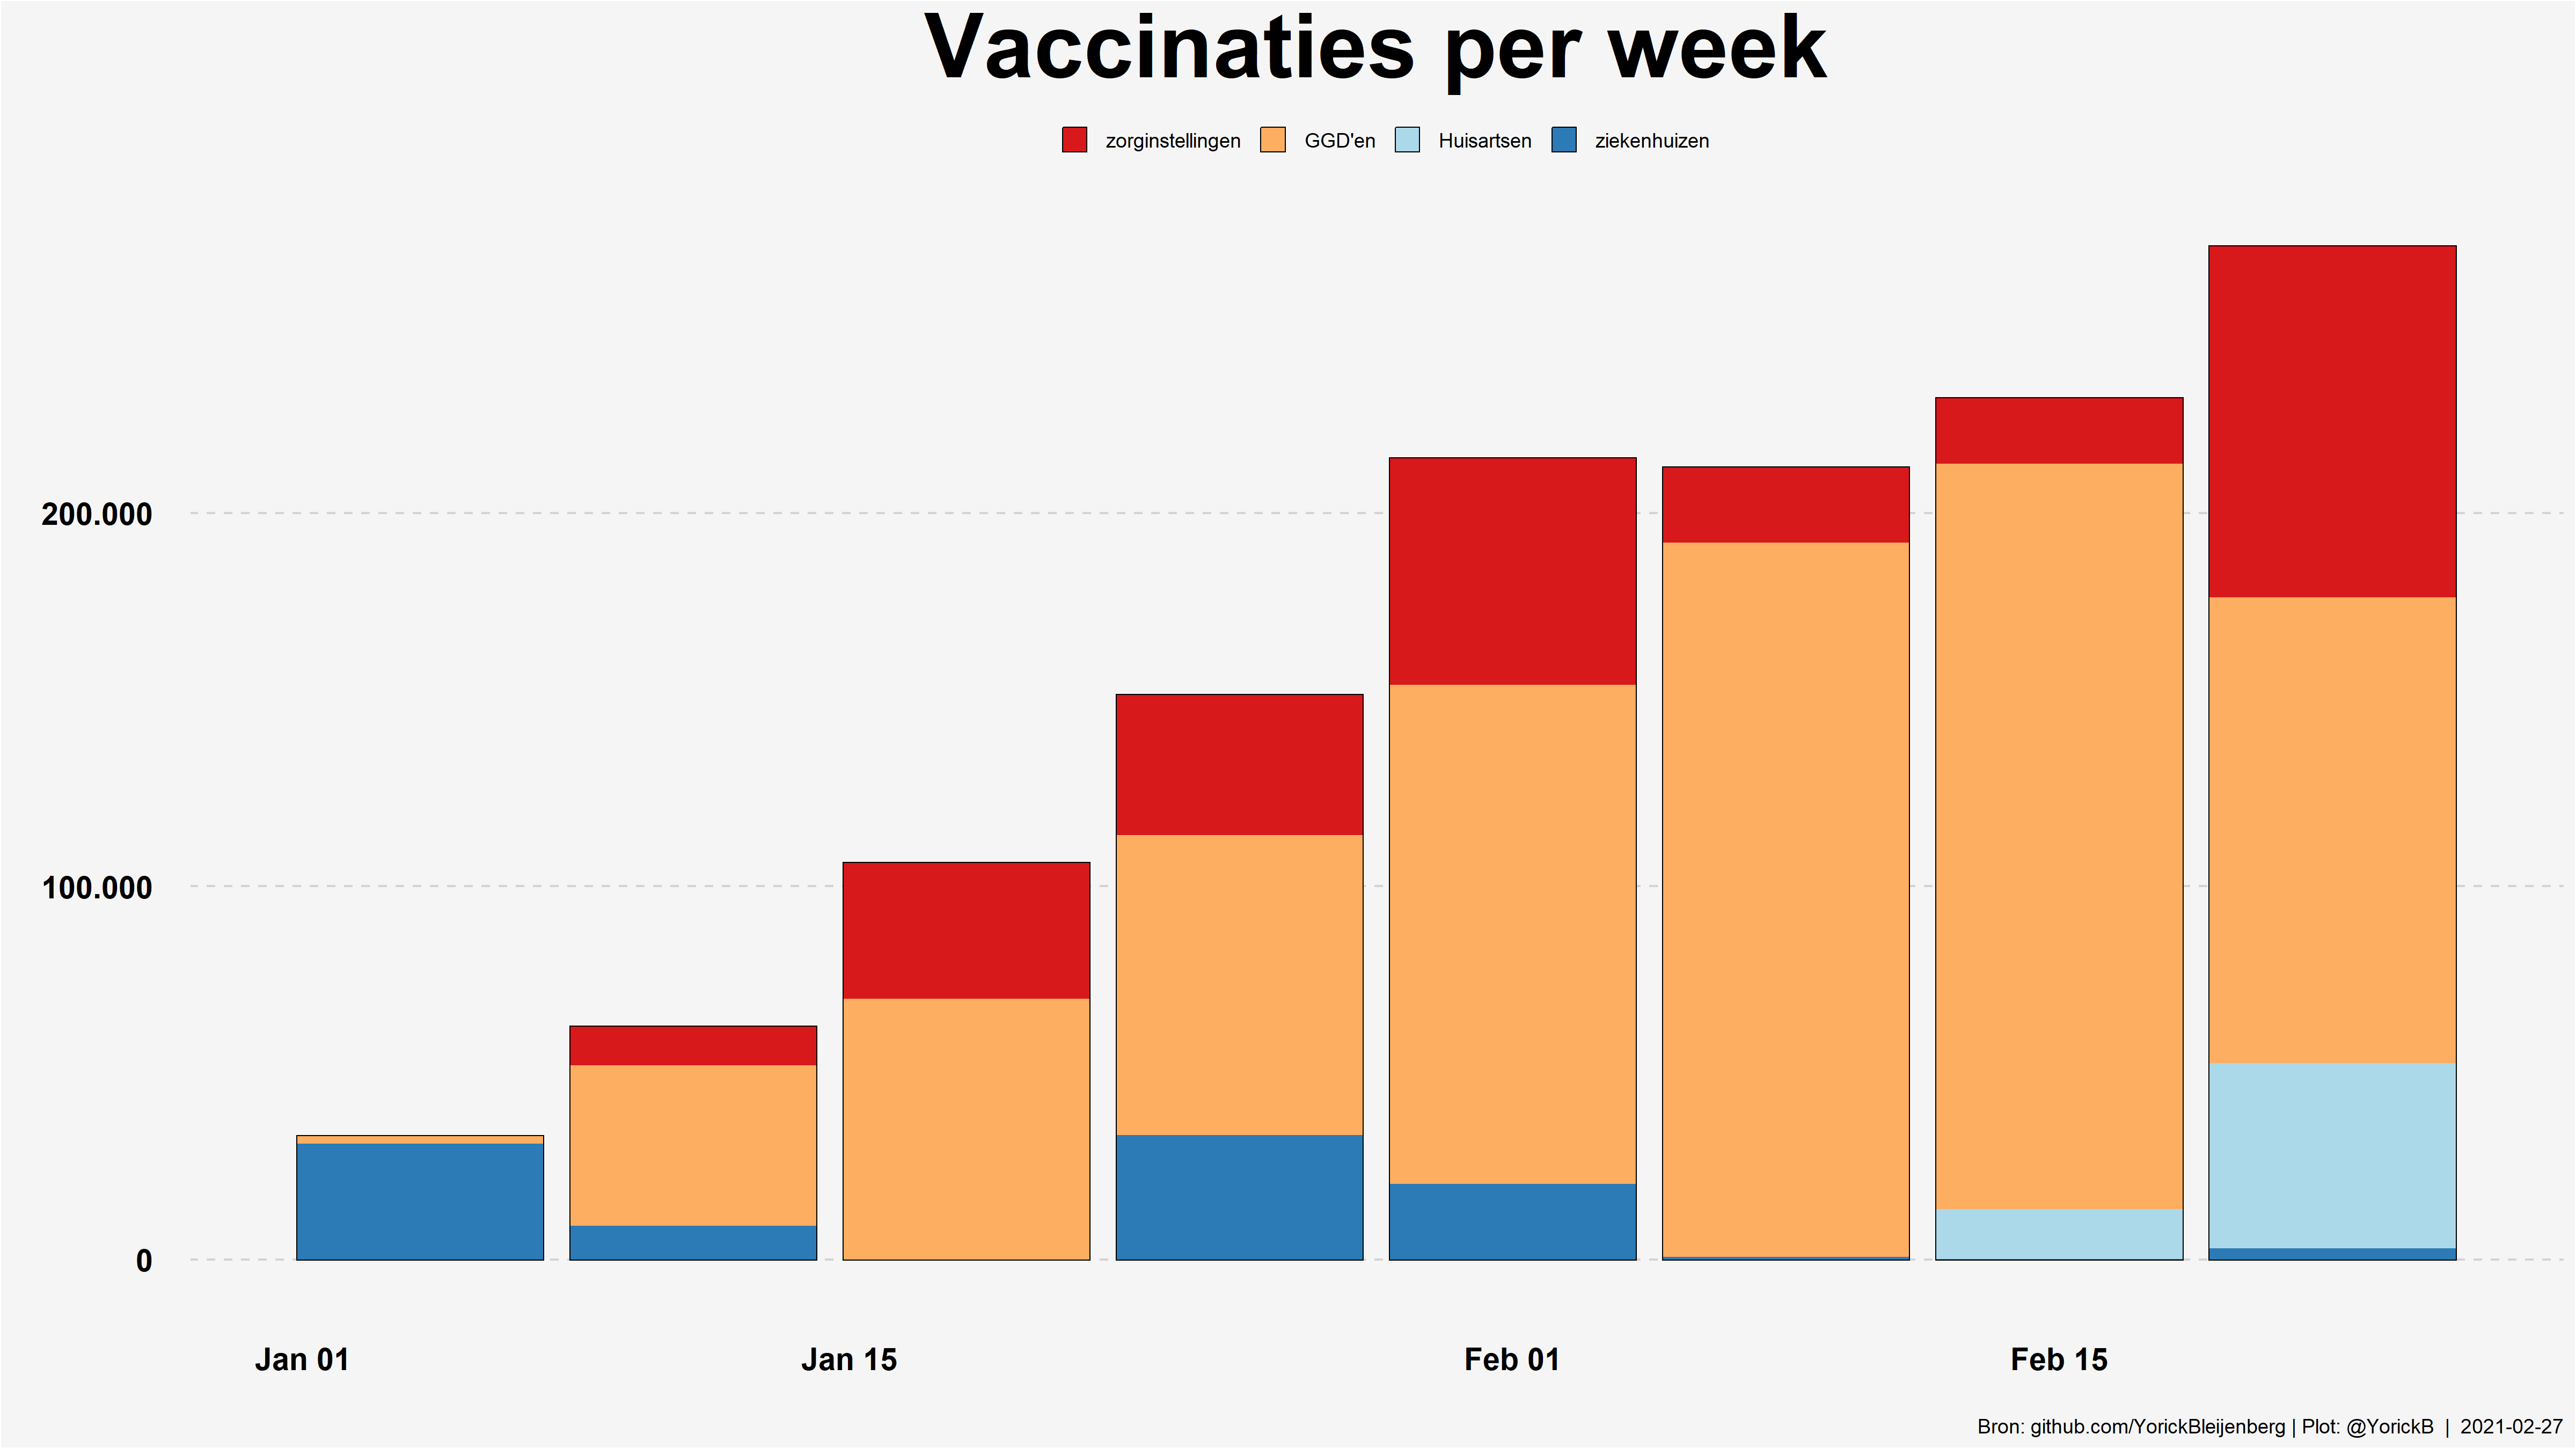 Vaccinaties per week
zorginstellingen GGD'en Huisartsen ziekenhuizen
200.000
100.000
0
Jan 01 Jan 15 Feb 01 Feb 15
Bron: github.com/YorickBleijenberg | Plot: @YorickB | 2021-02-27